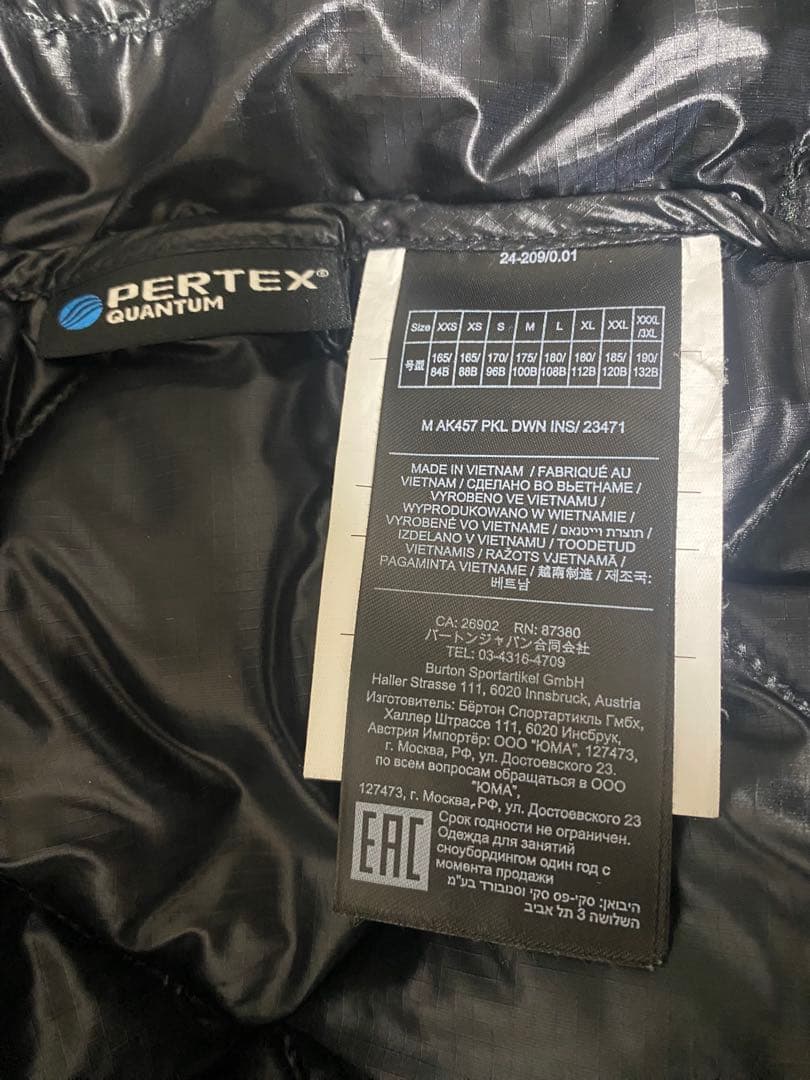 PERTEX®
QUANTUM
24-209/0.01
Size XXS XS S M L XL XXL XXXL/3XL
号型 165/84B 165/88B 170/96B 175/100B 180/108B 180/112B 185/120B 190/132B
M AK457 PKL DWN INS/ 23471
MADE IN VIETNAM / FABRIQUÉ AU
VIETNAM / СДЕЛАНО ВО ВЬЕТНАМЕ /
VYROBENO VE VIETNAMU /
WYPRODUKOWANO W WIETNAMIE /
VYROBENÉ VO VIETNAME / תוצרת וייטנאם /
IZDELANO V VIETNAMU / TOODETUD
VIETNAMIS / RAŽOTS VJETNAMĀ /
PAGAMINTA VIETNAME / 越南制造 / 제조국:
베트남
CA: 26902 RN: 87380
バートンジャパン合同会社
TEL: 03-4316-4709
Burton Sportartikel GmbH
Haller Strasse 111, 6020 Innsbruck, Austria
Изготовитель: Бёртон Спортартикл Гмбх,
Халлер Штрассе 111, 6020 Инсбрук,
Австрия Импортёр: ООО "ЮМА", 127473,
г. Москва, РФ, ул. Достоевского 23.
по всем вопросам обращаться в ООО
"ЮМА",
127473, г. Москва, РФ, ул. Достоевского 23
EAC
Срок годности не ограничен.
Одежда для занятий
сноубордингом один год с
момента продажи
היבואן: סקי-פס סקי וסנובורד בע"מ
השלושה 3 תל אביב